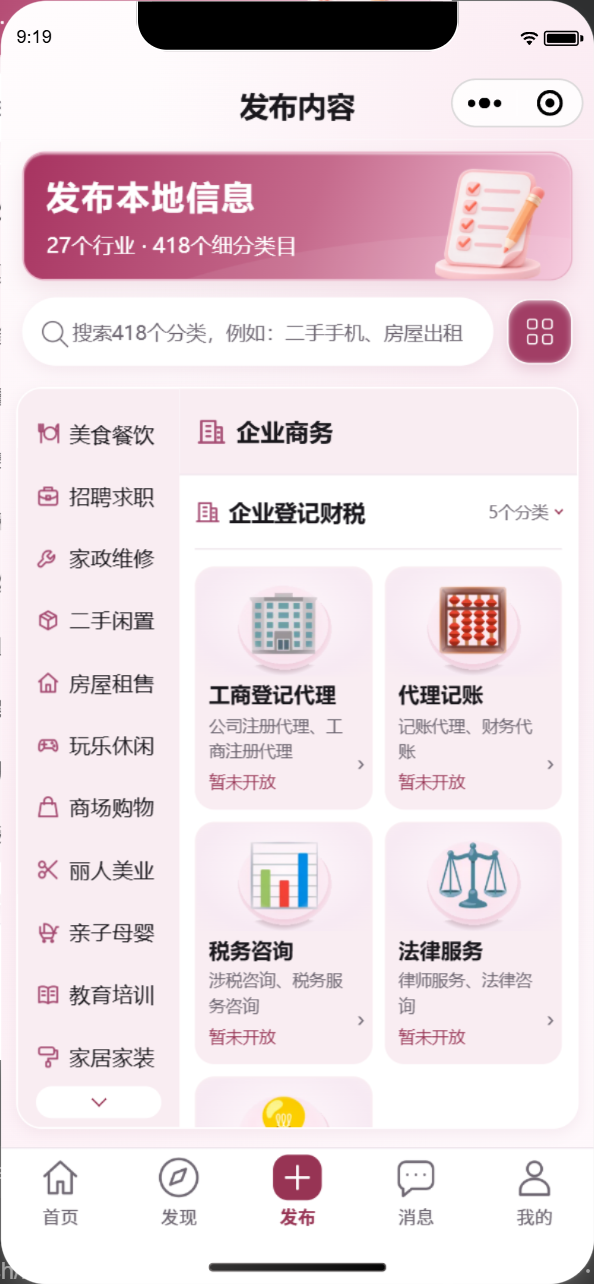 9:19
发布内容
发布本地信息
27个行业 · 418个细分类目
搜索418个分类，例如：二手手机、房屋出租
美食餐饮
招聘求职
家政维修
二手闲置
房屋租售
玩乐休闲
商场购物
丽人美业
亲子母婴
教育培训
家居家装
企业商务
企业登记财税
5个分类
工商登记代理
公司注册代理、工
商注册代理
暂未开放
代理记账
记账代理、财务代
账
暂未开放
税务咨询
涉税咨询、税务服
务咨询
暂未开放
法律服务
律师服务、法律咨
询
暂未开放
首页
发现
发布
消息
我的